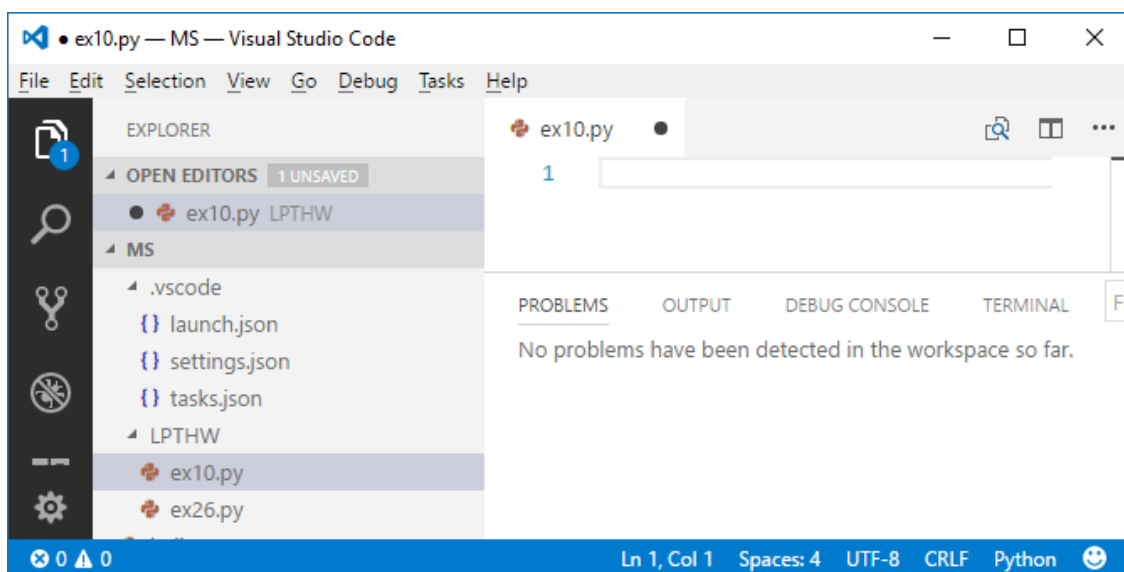 ● ex10.py — MS — Visual Studio Code
File Edit Selection View Go Debug Tasks Help
1
EXPLORER
OPEN EDITORS 1 UNSAVED
● ex10.py LPTHW
MS
.vscode
{} launch.json
{} settings.json
{} tasks.json
LPTHW
ex10.py
ex26.py
ex10.py ●
1
PROBLEMS OUTPUT DEBUG CONSOLE TERMINAL F
No problems have been detected in the workspace so far.
0 0 Ln 1, Col 1 Spaces: 4 UTF-8 CRLF Python